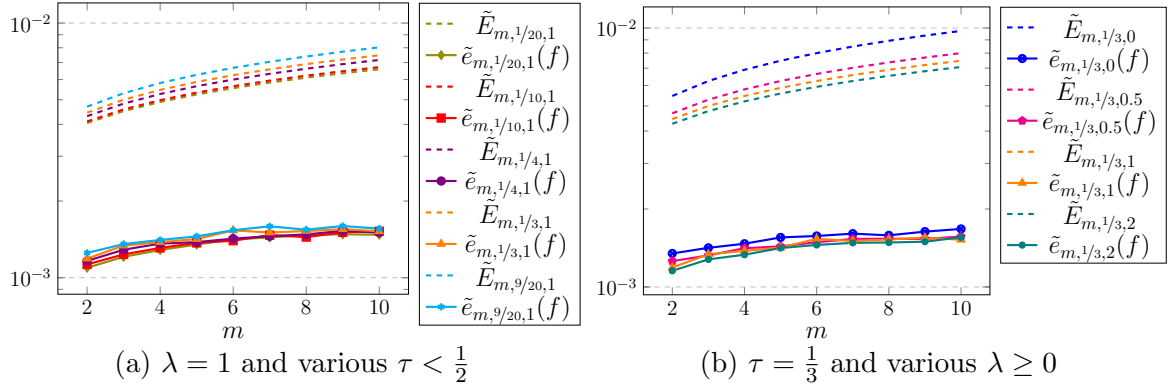 10⁻²
10⁻³
2 4 6 8 10
m
Ẽ_{m,1/20,1}
ẽ_{m,1/20,1}(f)
Ẽ_{m,1/10,1}
ẽ_{m,1/10,1}(f)
Ẽ_{m,1/4,1}
ẽ_{m,1/4,1}(f)
Ẽ_{m,1/3,1}
ẽ_{m,1/3,1}(f)
Ẽ_{m,9/20,1}
ẽ_{m,9/20,1}(f)
(a) λ = 1 and various τ < 1/2
10⁻²
10⁻³
2 4 6 8 10
m
Ẽ_{m,1/3,0}
ẽ_{m,1/3,0}(f)
Ẽ_{m,1/3,0.5}
ẽ_{m,1/3,0.5}(f)
Ẽ_{m,1/3,1}
ẽ_{m,1/3,1}(f)
Ẽ_{m,1/3,2}
ẽ_{m,1/3,2}(f)
(b) τ = 1/3 and various λ ≥ 0